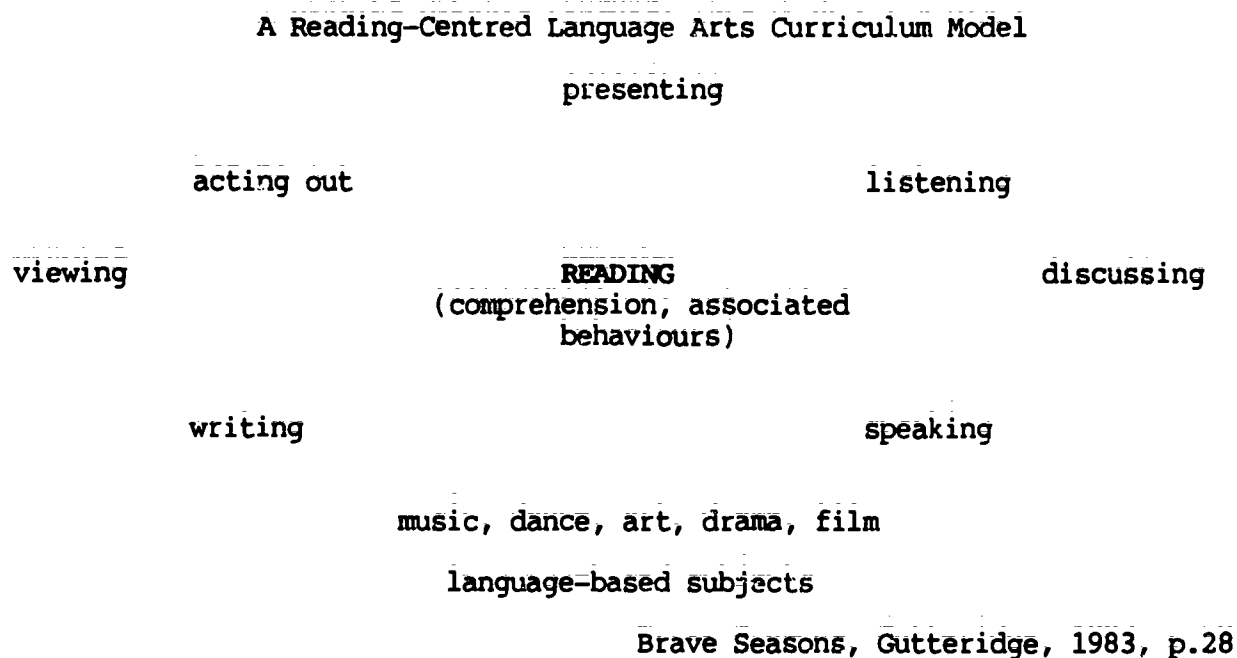 A Reading-Centred Language Arts Curriculum Model
presenting
acting out listening
viewing READING discussing
(comprehension, associated
behaviours)
writing speaking
music, dance, art, drama, film
language-based subjects
Brave Seasons, Gutteridge, 1983, p.28